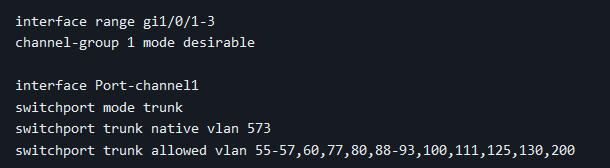 interface range gi1/0/1-3
channel-group 1 mode desirable
interface Port-channel1
switchport mode trunk
switchport trunk native vlan 573
switchport trunk allowed vlan 55-57,60,77,80,88-93,100,111,125,130,200